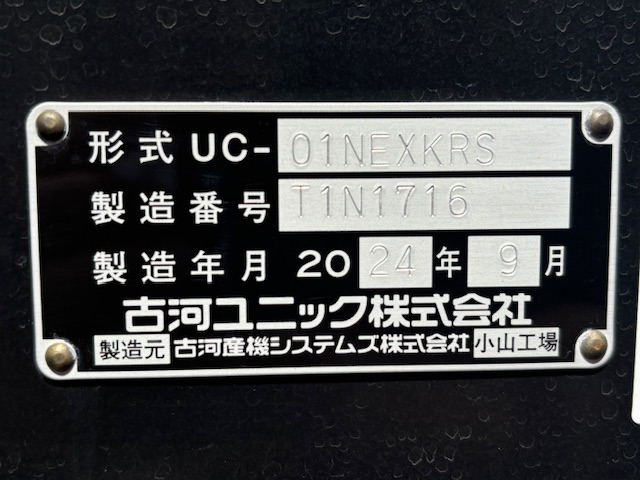 形式 UC-01NEXKRS
製造番号 T1N1716
製造年月 2024年9月
古河ユニック株式会社
製造元 古河産機システムズ株式会社 小山工場